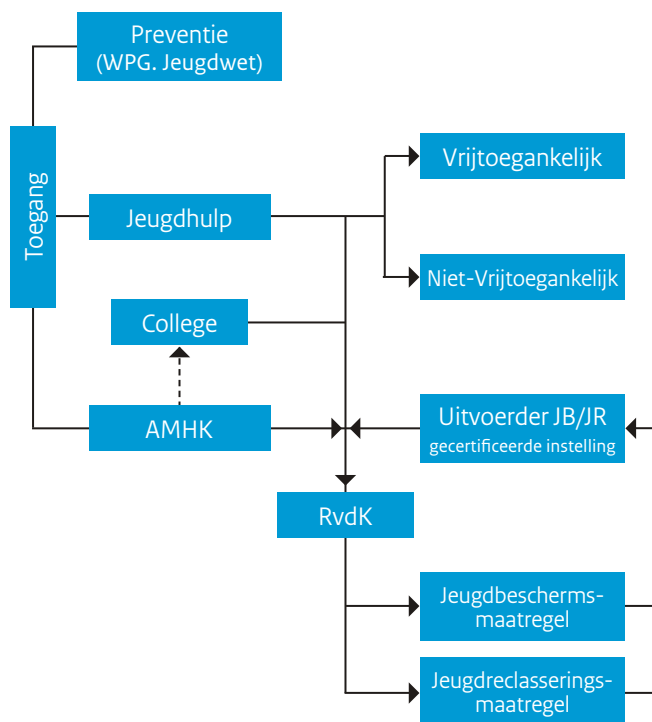 Preventie
(WPG. Jeugdwet)
Toegang
Vrijtoegankelijk
Jeugdhulp
Niet-Vrijtoegankelijk
College
AMHK
Uitvoerder JB/JR
gecertificeerde instelling
RvdK
Jeugdbescherms-
maatregel
Jeugdreclasserings-
maatregel